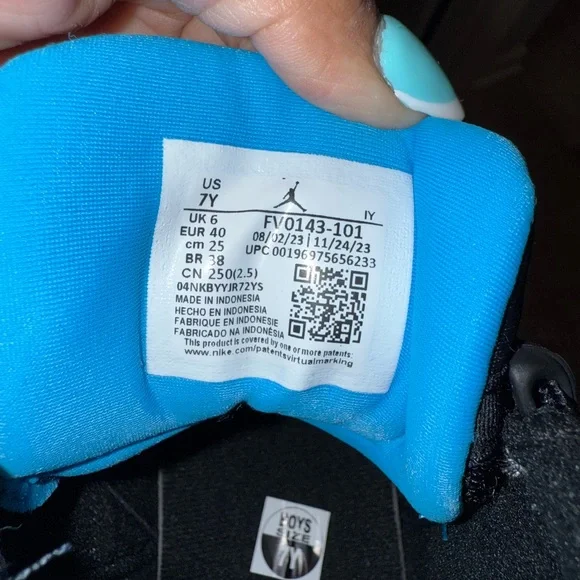 US
7Y
IY
UK 6
FV0143-101
EUR 40
08/02/23 | 11/24/23
cm 25
UPC 00196975656233
BR 38
CN 250(2.5)
04NKBYYJR72YS
MADE IN INDONESIA
HECHO EN INDONESIA
FABRIQUE EN INDONESIE
FABRICADO NA INDONÉSIA
This product is covered by one or more patents:
www.nike.com/patentsvirtualmarking
BOYS
SIZE